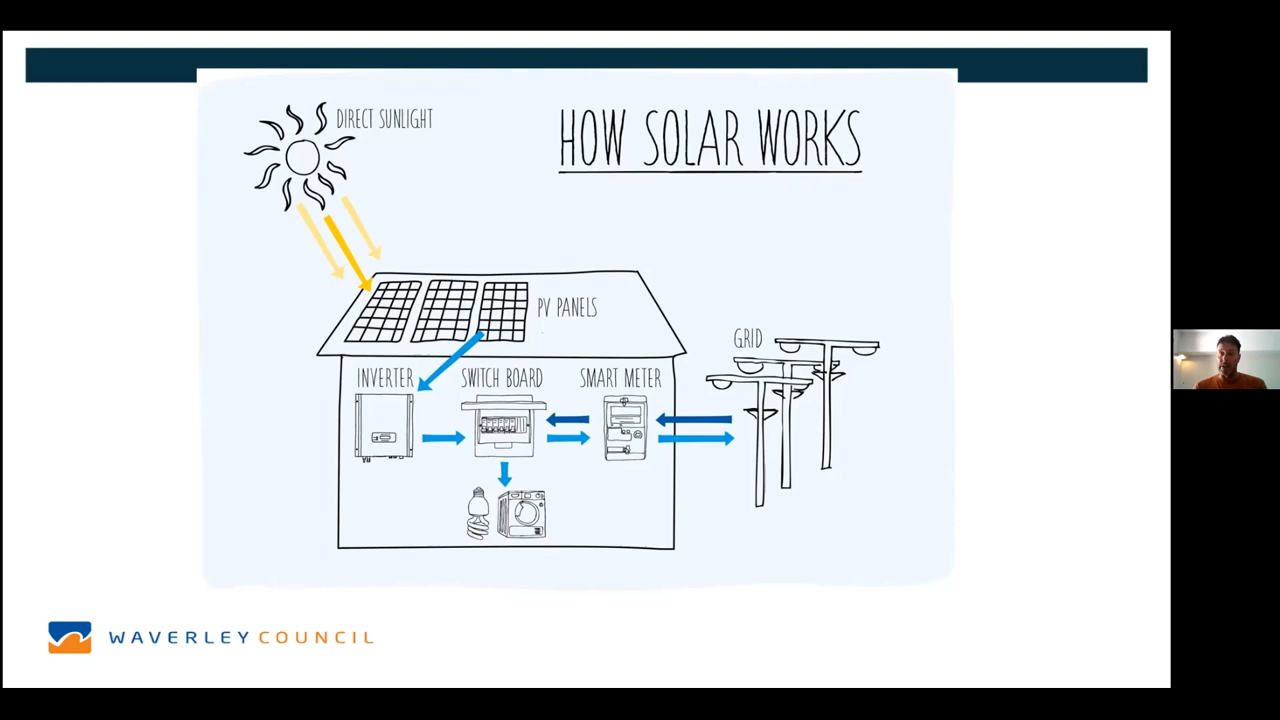 DIRECT SUNLIGHT
HOW SOLAR WORKS
PV PANELS
GRID
INVERTER
SWITCH BOARD
SMART METER
WAVERLEY COUNCIL